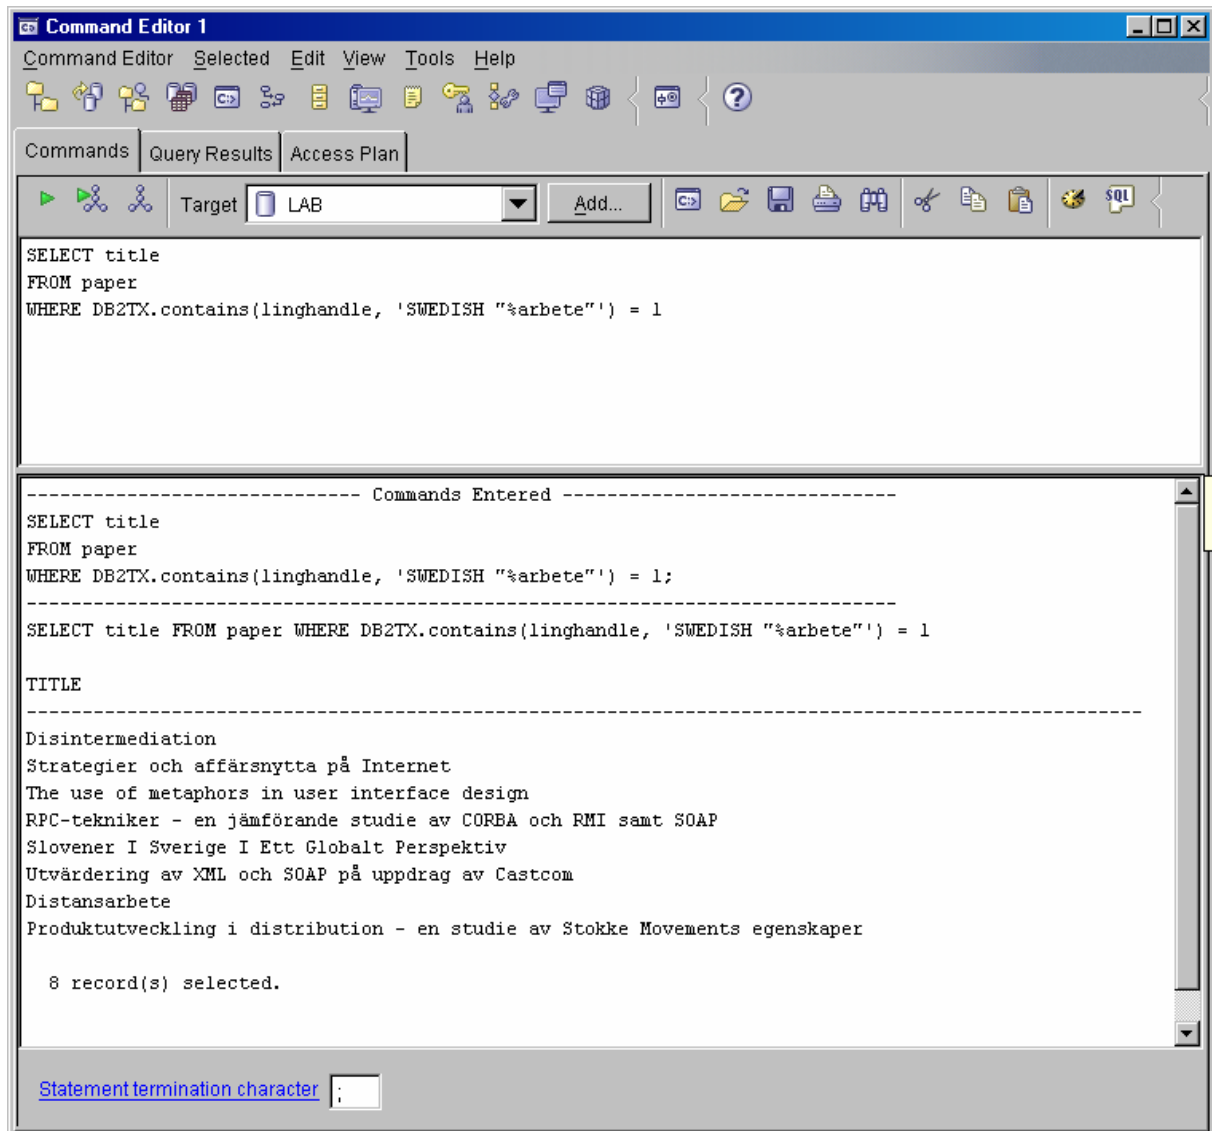 Command Editor 1
Command Editor Selected Edit View Tools Help
Commands Query Results Access Plan
Target LAB Add... SQL
SELECT title
FROM paper
WHERE DB2TX.contains(linghandle, 'SWEDISH "%arbete"') = 1
------------------------------ Commands Entered ------------------------------
SELECT title
FROM paper
WHERE DB2TX.contains(linghandle, 'SWEDISH "%arbete"') = 1;
------------------------------------------------------------------------------
SELECT title FROM paper WHERE DB2TX.contains(linghandle, 'SWEDISH "%arbete"') = 1
TITLE
----------------------------------------------------------------------------------------------------
Disintermediation
Strategier och affärsnytta på Internet
The use of metaphors in user interface design
RPC-tekniker - en jämförande studie av CORBA och RMI samt SOAP
Slovener I Sverige I Ett Globalt Perspektiv
Utvärdering av XML och SOAP på uppdrag av Castcom
Distansarbete
Produktutveckling i distribution - en studie av Stokke Movements egenskaper
8 record(s) selected.
Statement termination character ;